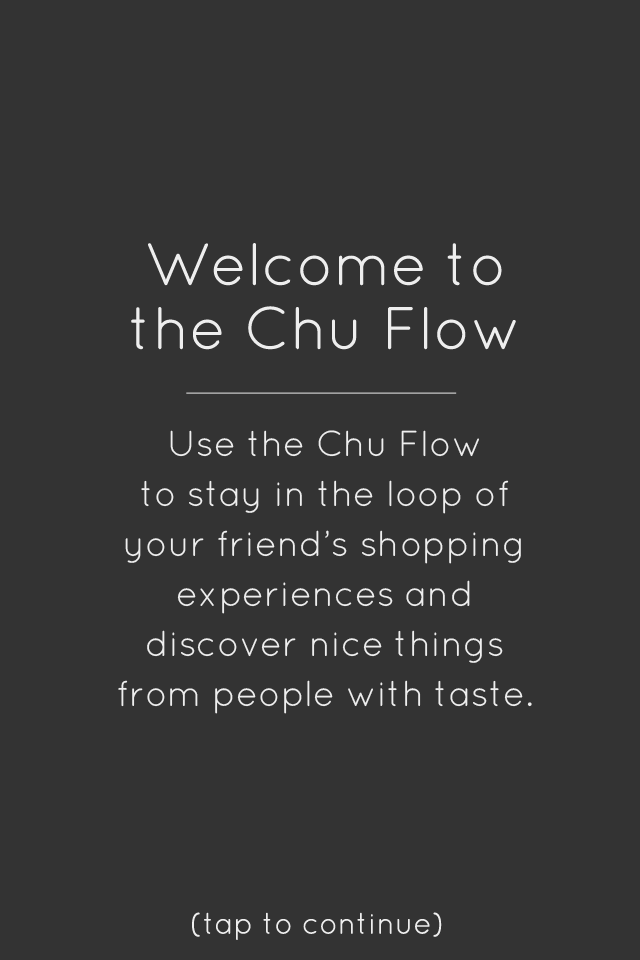 Welcome to
the Chu Flow
Use the Chu Flow
to stay in the loop of
your friend’s shopping
experiences and
discover nice things
from people with taste.
(tap to continue)